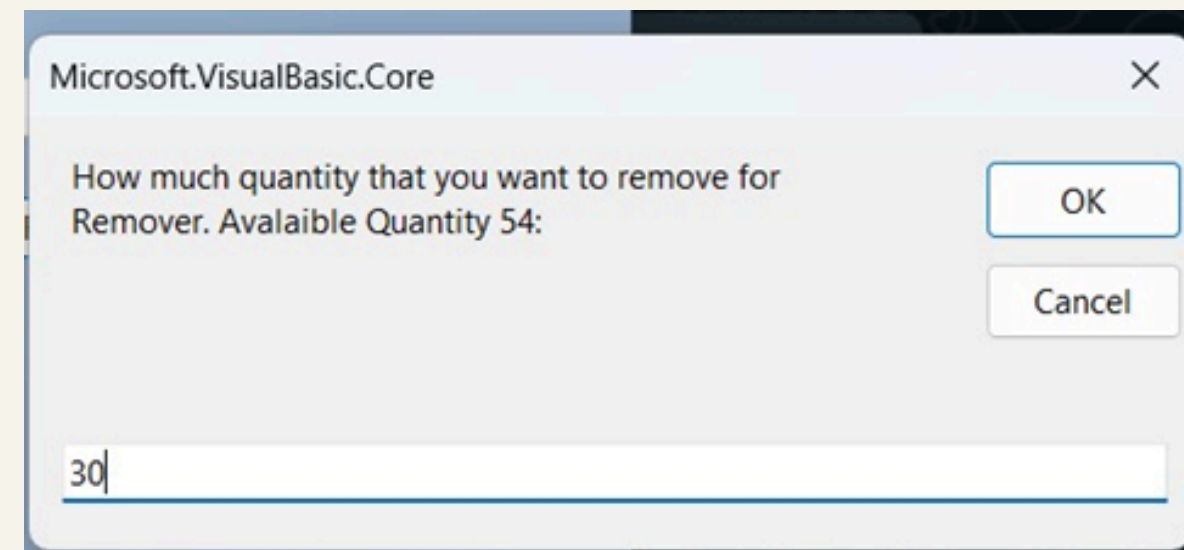 Microsoft.VisualBasic.Core
How much quantity that you want to remove for
Remover. Avalaible Quantity 54:
OK
Cancel
30